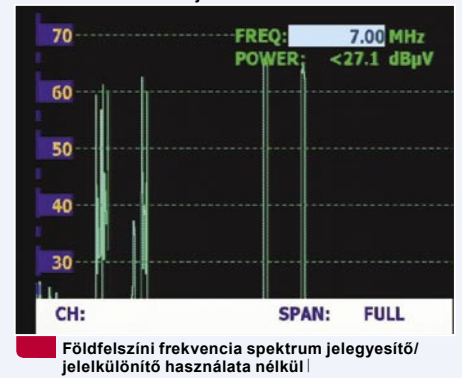 70
FREQ: 7.00 MHz
POWER: <27.1 dBµV
60
50
40
30
CH: SPAN: FULL
Földfelszíni frekvencia spektrum jelegyesítő/
jelelkülönítő használata nélkül